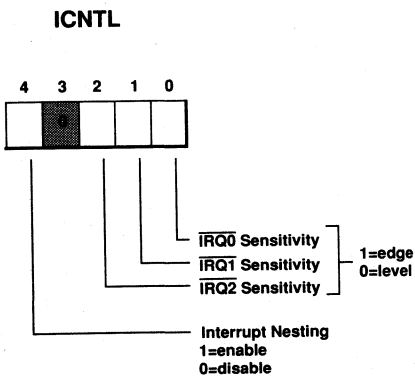 ICNTL
4 3 2 1 0
0
IRQ0 Sensitivity
IRQ1 Sensitivity
IRQ2 Sensitivity
1=edge
0=level
Interrupt Nesting
1=enable
0=disable